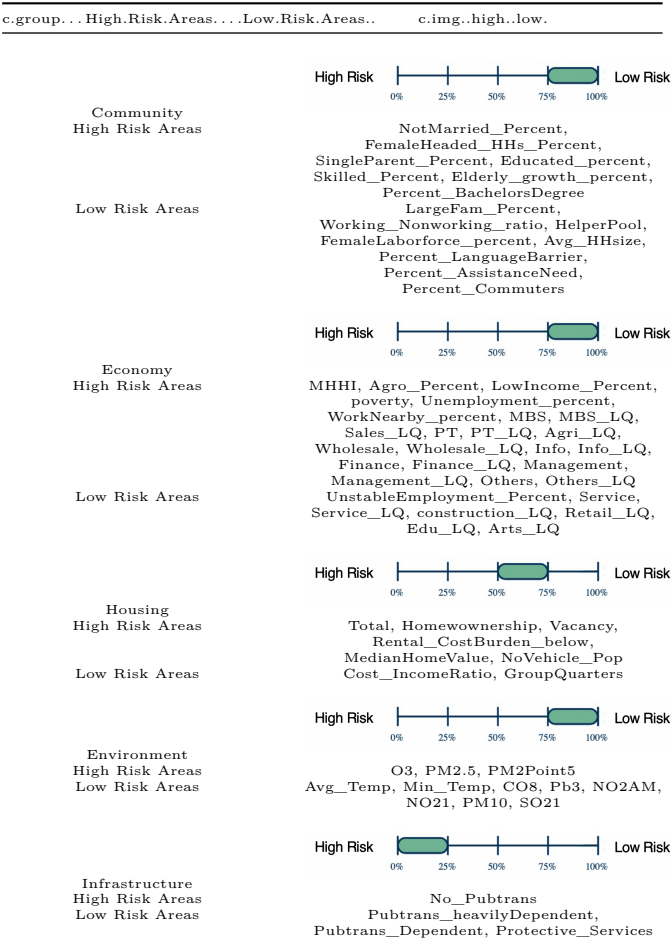 c.group... High.Risk.Areas....Low.Risk.Areas.. c.img..high..low.
High Risk Low Risk
0% 25% 50% 75% 100%
Community
High Risk Areas NotMarried_Percent,
FemaleHeaded_HHs_Percent,
SingleParent_Percent, Educated_percent,
Skilled_Percent, Elderly_growth_percent,
Percent_BachelorsDegree
Low Risk Areas LargeFam_Percent,
Working_Nonworking_ratio, HelperPool,
FemaleLaborforce_percent, Avg_HHsize,
Percent_LanguageBarrier,
Percent_AssistanceNeed,
Percent_Commuters
High Risk Low Risk
0% 25% 50% 75% 100%
Economy
High Risk Areas MHHI, Agro_Percent, LowIncome_Percent,
poverty, Unemployment_percent,
WorkNearby_percent, MBS, MBS_LQ,
Sales_LQ, PT, PT_LQ, Agri_LQ,
Wholesale, Wholesale_LQ, Info, Info_LQ,
Finance, Finance_LQ, Management,
Management_LQ, Others, Others_LQ
Low Risk Areas UnstableEmployment_Percent, Service,
Service_LQ, construction_LQ, Retail_LQ,
Edu_LQ, Arts_LQ
High Risk Low Risk
0% 25% 50% 75% 100%
Housing
High Risk Areas Total, Homewownership, Vacancy,
Rental_CostBurden_below,
MedianHomeValue, NoVehicle_Pop
Low Risk Areas Cost_IncomeRatio, GroupQuarters
High Risk Low Risk
0% 25% 50% 75% 100%
Environment
High Risk Areas O3, PM2.5, PM2Point5
Low Risk Areas Avg_Temp, Min_Temp, CO8, Pb3, NO2AM,
NO21, PM10, SO21
High Risk Low Risk
0% 25% 50% 75% 100%
Infrastructure
High Risk Areas No_Pubtrans
Low Risk Areas Pubtrans_heavilyDependent,
Pubtrans_Dependent, Protective_Services